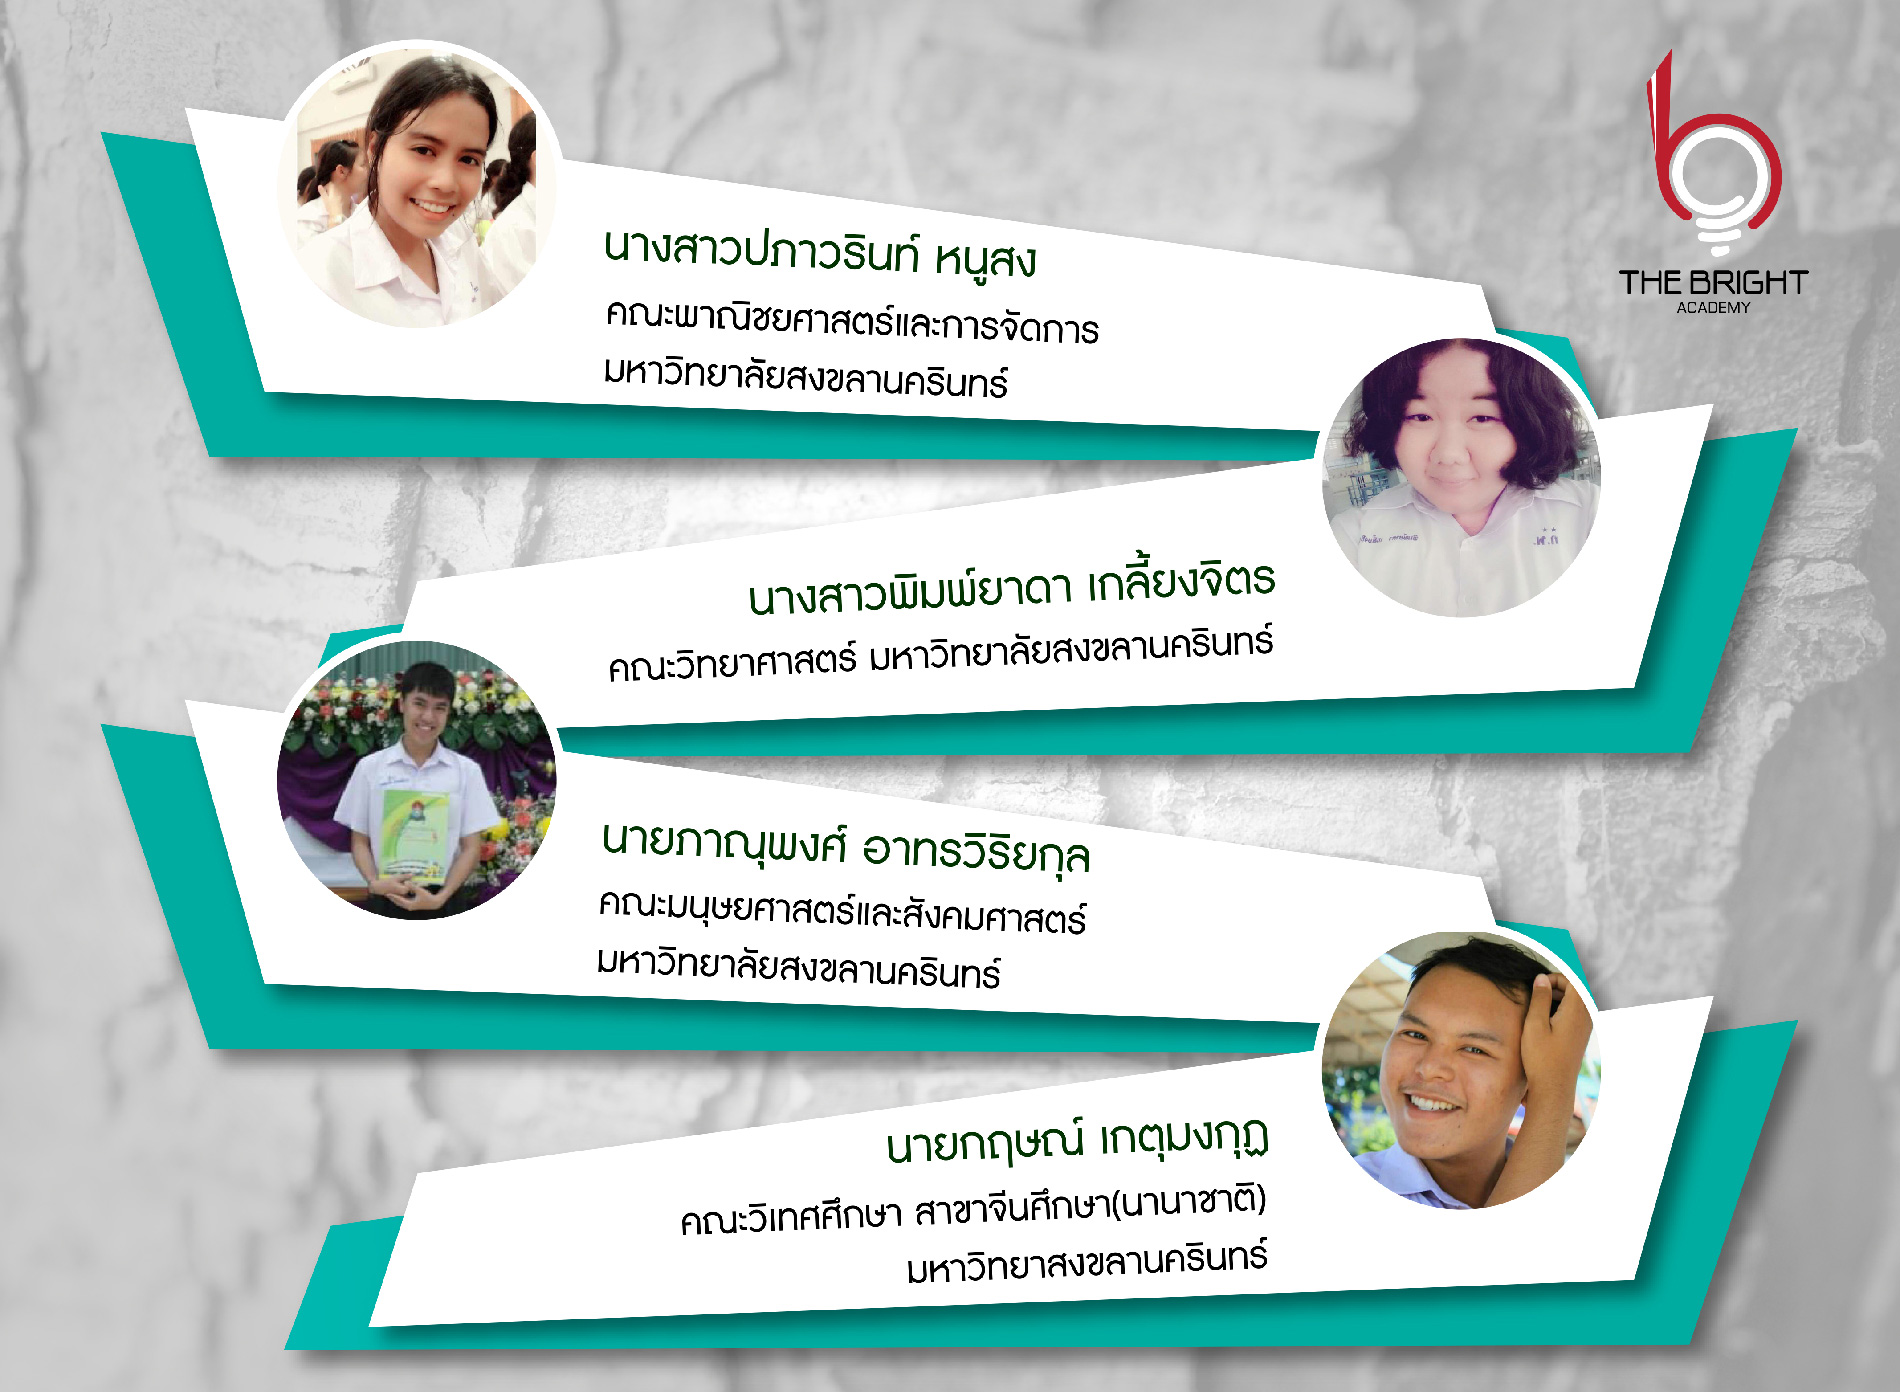 นางสาวปภาวรินท์ หนูสง
คณะพาณิชยศาสตร์และการจัดการ
มหาวิทยาลัยสงขลานครินทร์
THE BRIGHT
ACADEMY
นางสาวพิมพ์ยาดา เกลี้ยงจิตร
คณะวิทยาศาสตร์ มหาวิทยาลัยสงขลานครินทร์
นายภาณุพงศ์ อาทรวิริยกุล
คณะมนุษยศาสตร์และสังคมศาสตร์
มหาวิทยาลัยสงขลานครินทร์
นายกฤษณ์ เกตุมงกุฎ
คณะวิเทศศึกษา สาขาจีนศึกษา(นานาชาติ)
มหาวิทยาสงขลานครินทร์